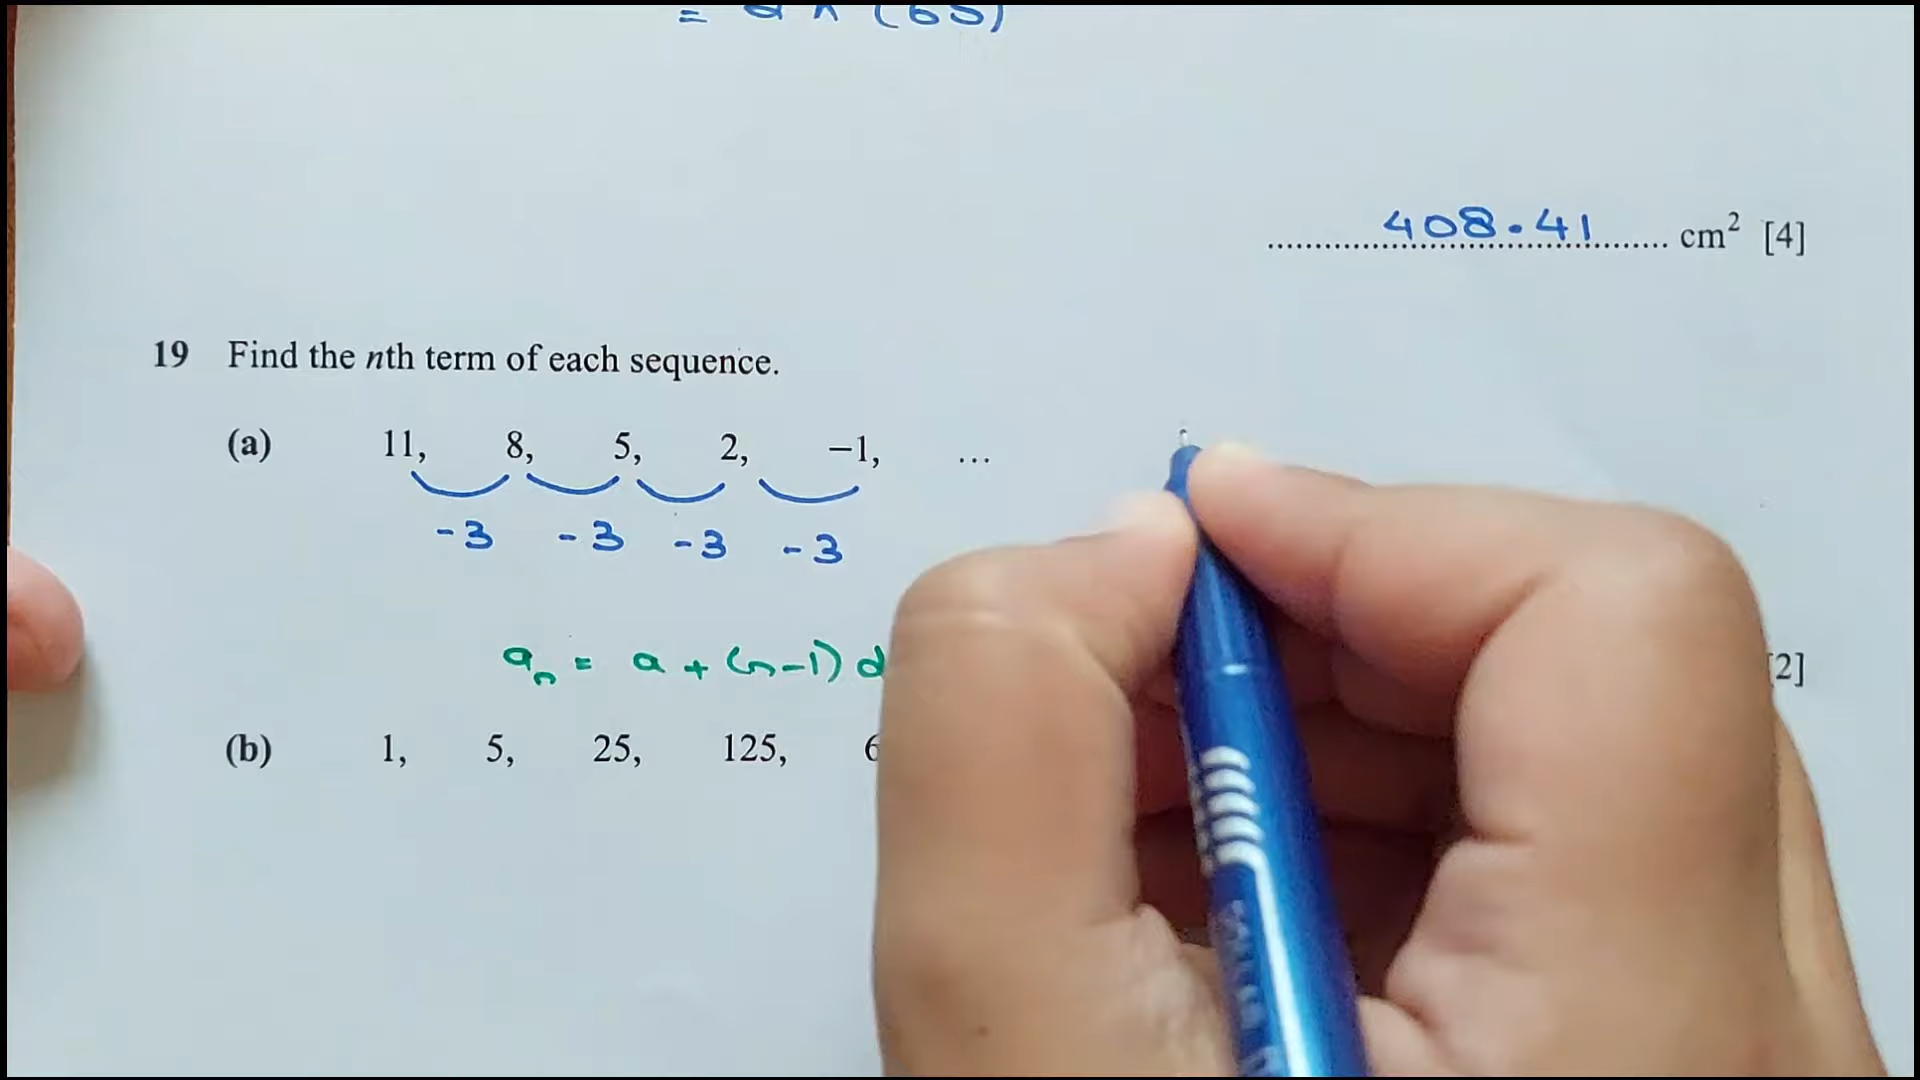 408.41 cm² [4]
19 Find the nth term of each sequence.
(a) 11, 8, 5, 2, −1, ...
-3 -3 -3 -3
aₙ = a + (n-1) d
[2]
(b) 1, 5, 25, 125, 6